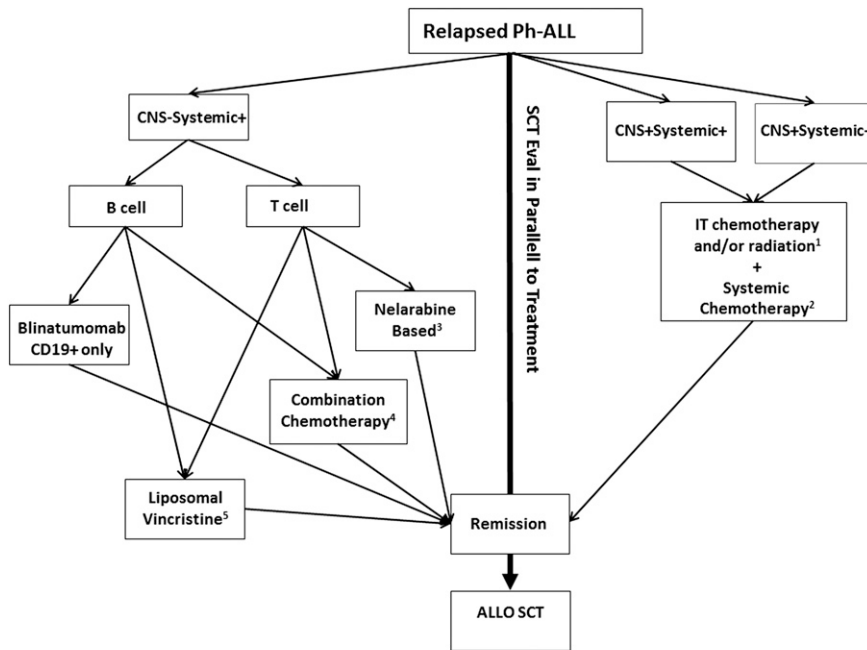 Relapsed Ph-ALL
CNS-Systemic+
SCT Eval in Parallell to Treatment
CNS+Systemic+
CNS+Systemic-
B cell
T cell
IT chemotherapy
and/or radiation¹
+
Systemic
Chemotherapy²
Blinatumomab
CD19+ only
Nelarabine
Based³
Combination
Chemotherapy⁴
Liposomal
Vincristine⁵
Remission
ALLO SCT